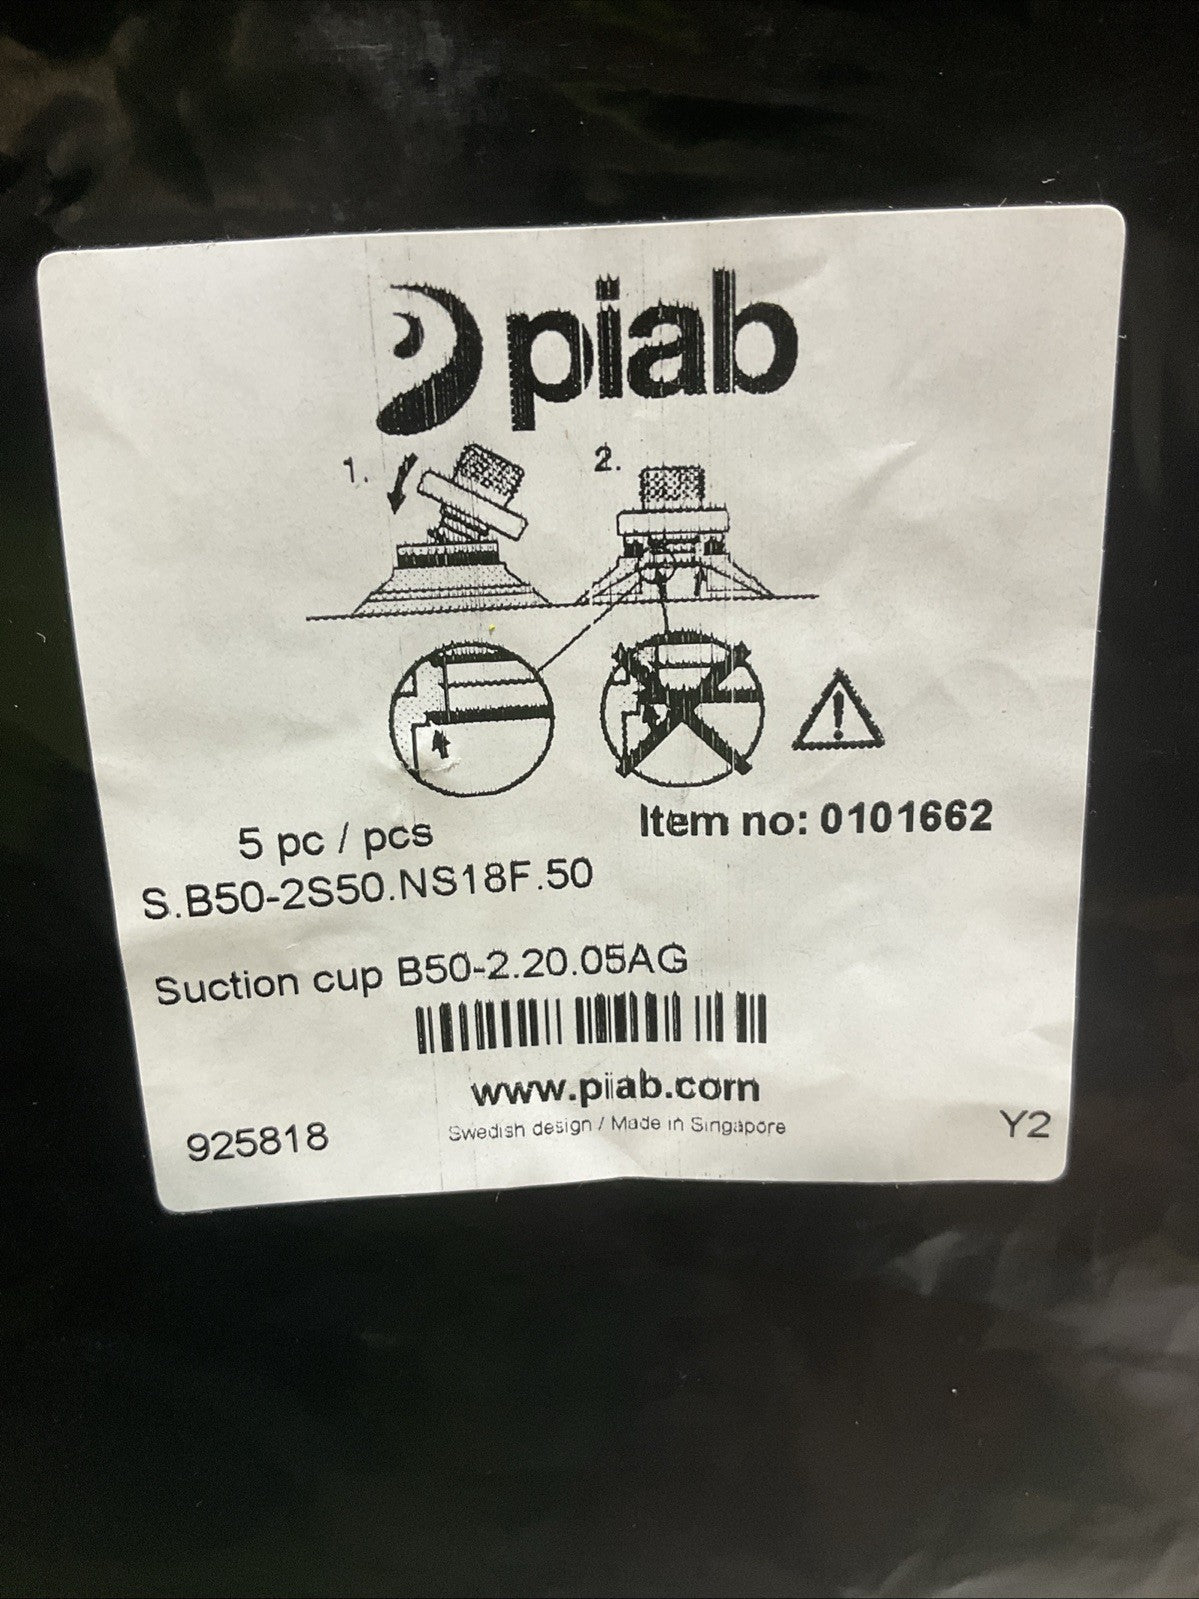 piab
1. 2.
5 pc / pcs
Item no: 0101662
S.B50-2S50.NS18F.50
Suction cup B50-2.20.05AG
www.piab.com
925818
Swedish design / Made in Singapore
Y2